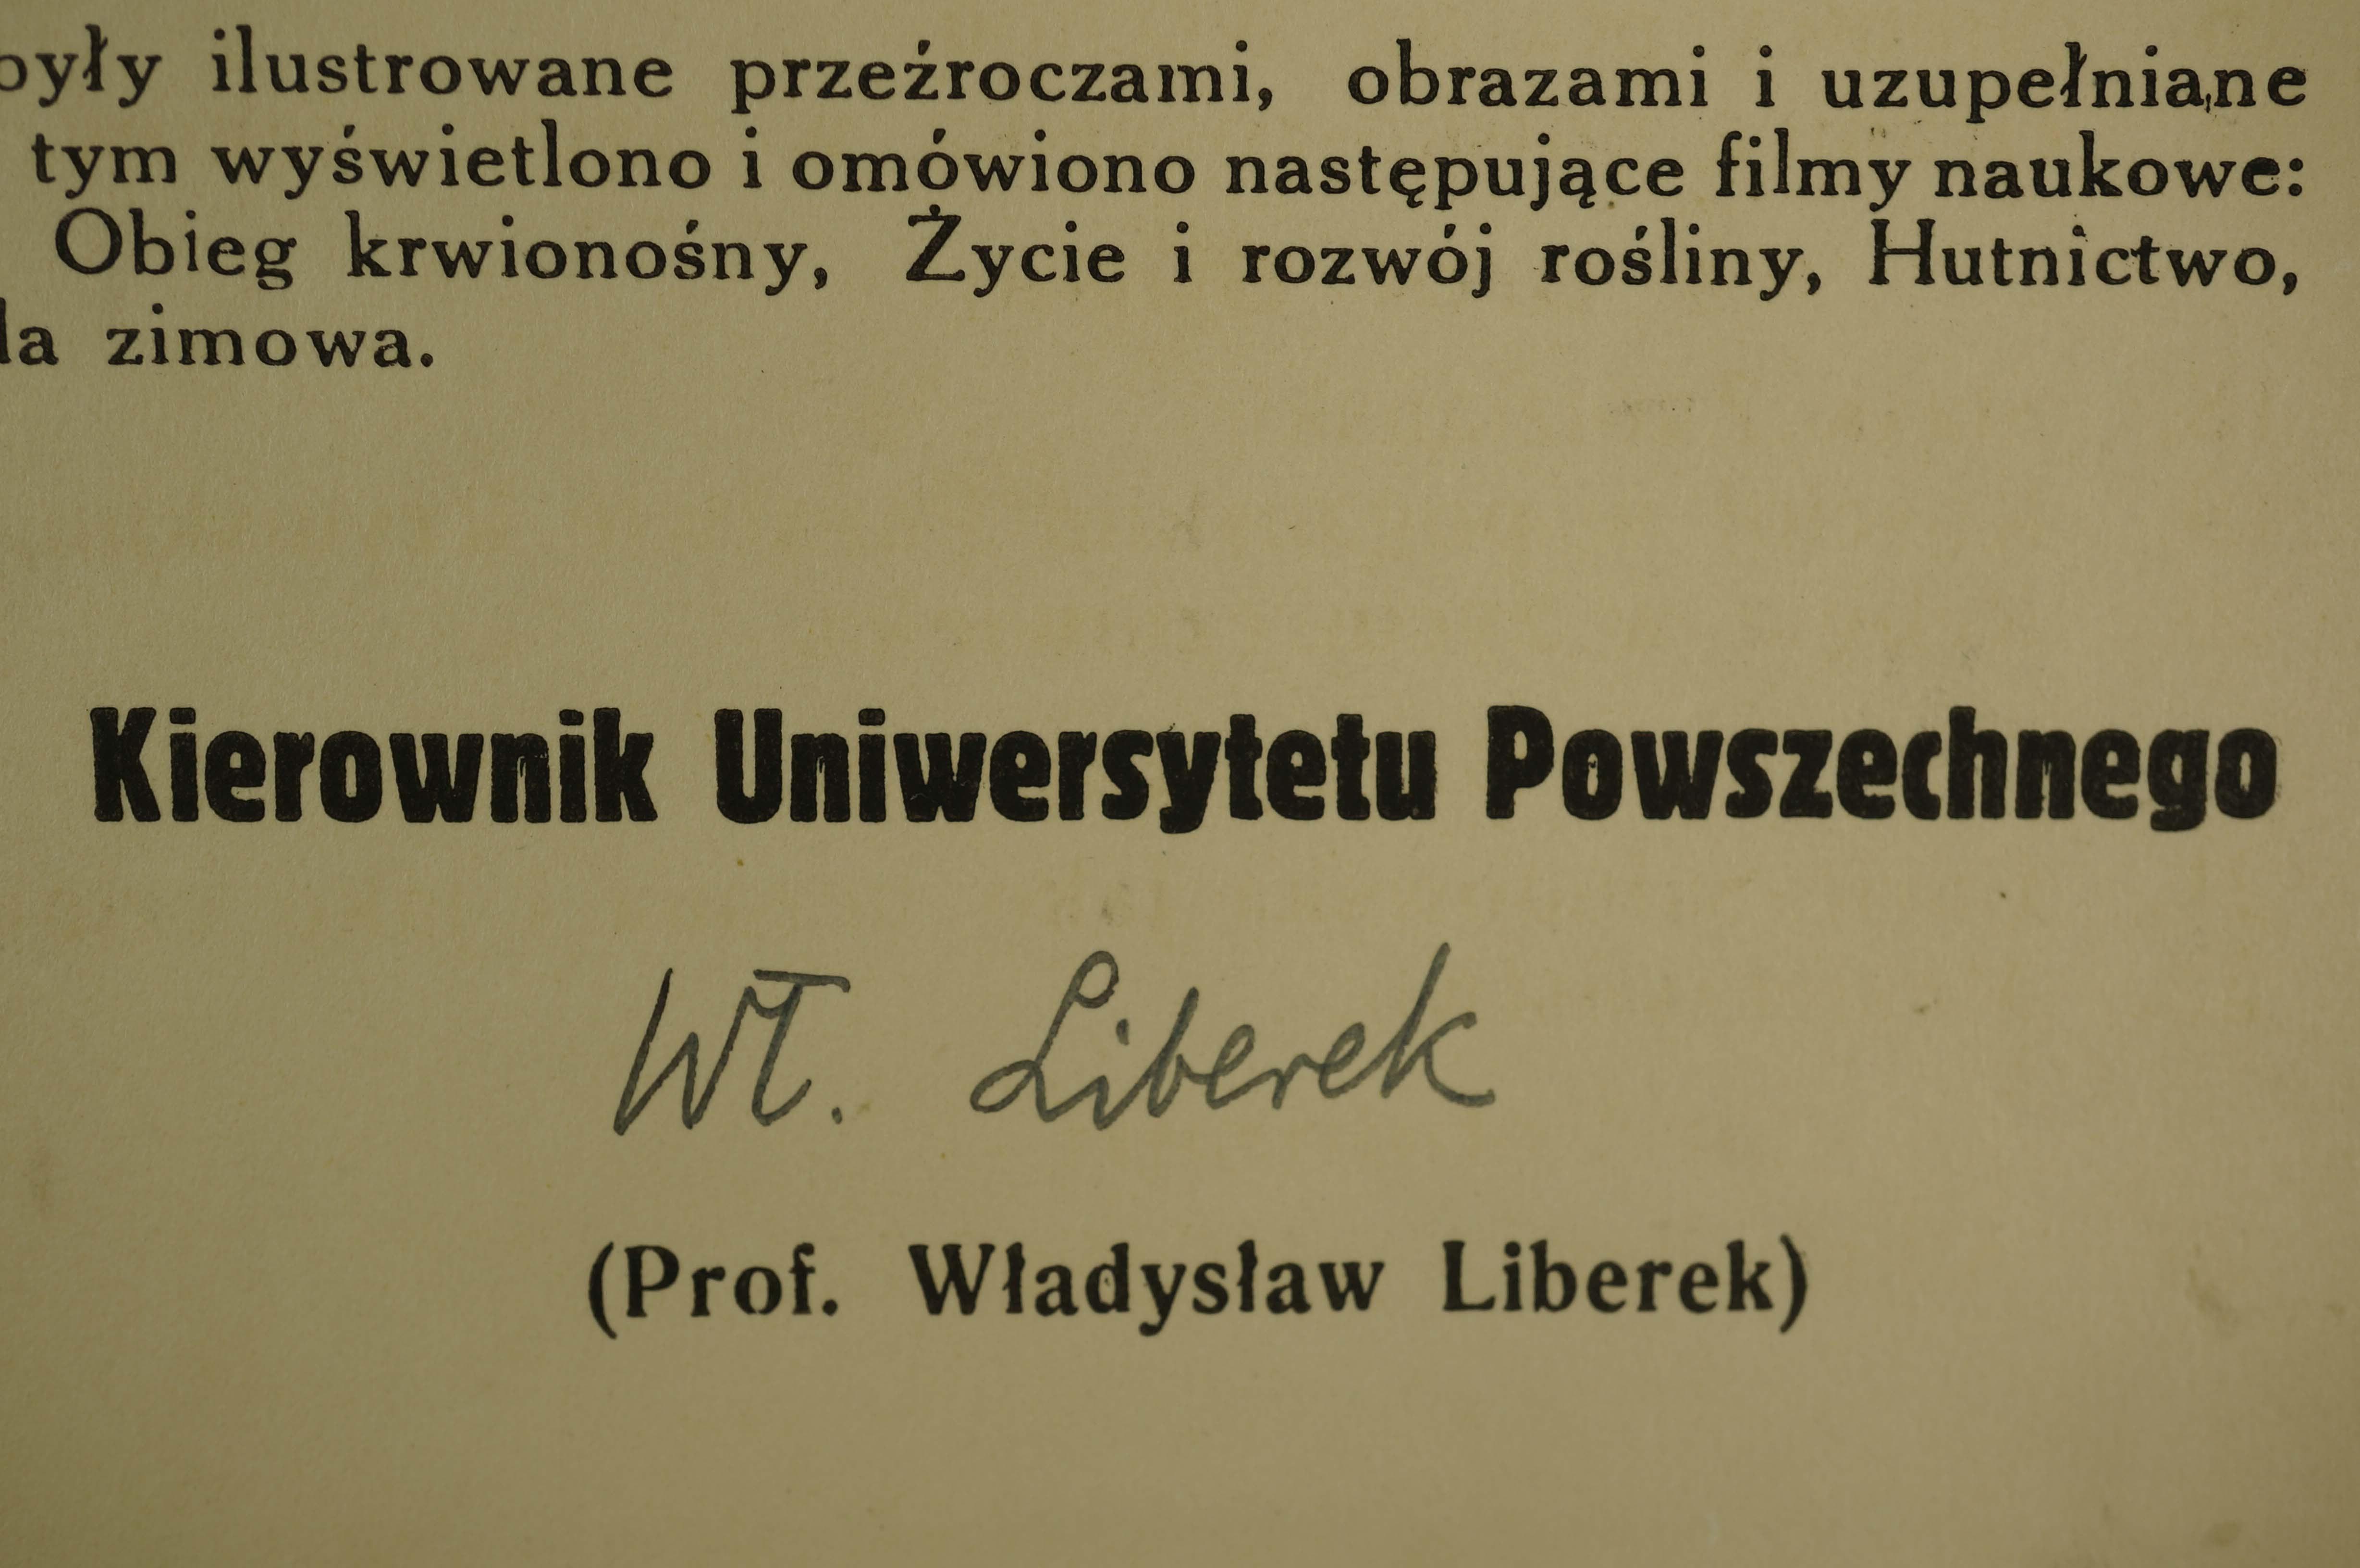 były ilustrowane przeźroczami, obrazami i uzupełniane
tym wyświetlono i omówiono następujące filmy naukowe:
Obieg krwionośny, Życie i rozwój rośliny, Hutnictwo,
la zimowa.
Kierownik Uniwersytetu Powszechnego
Wł. Liberek
(Prof. Władysław Liberek)